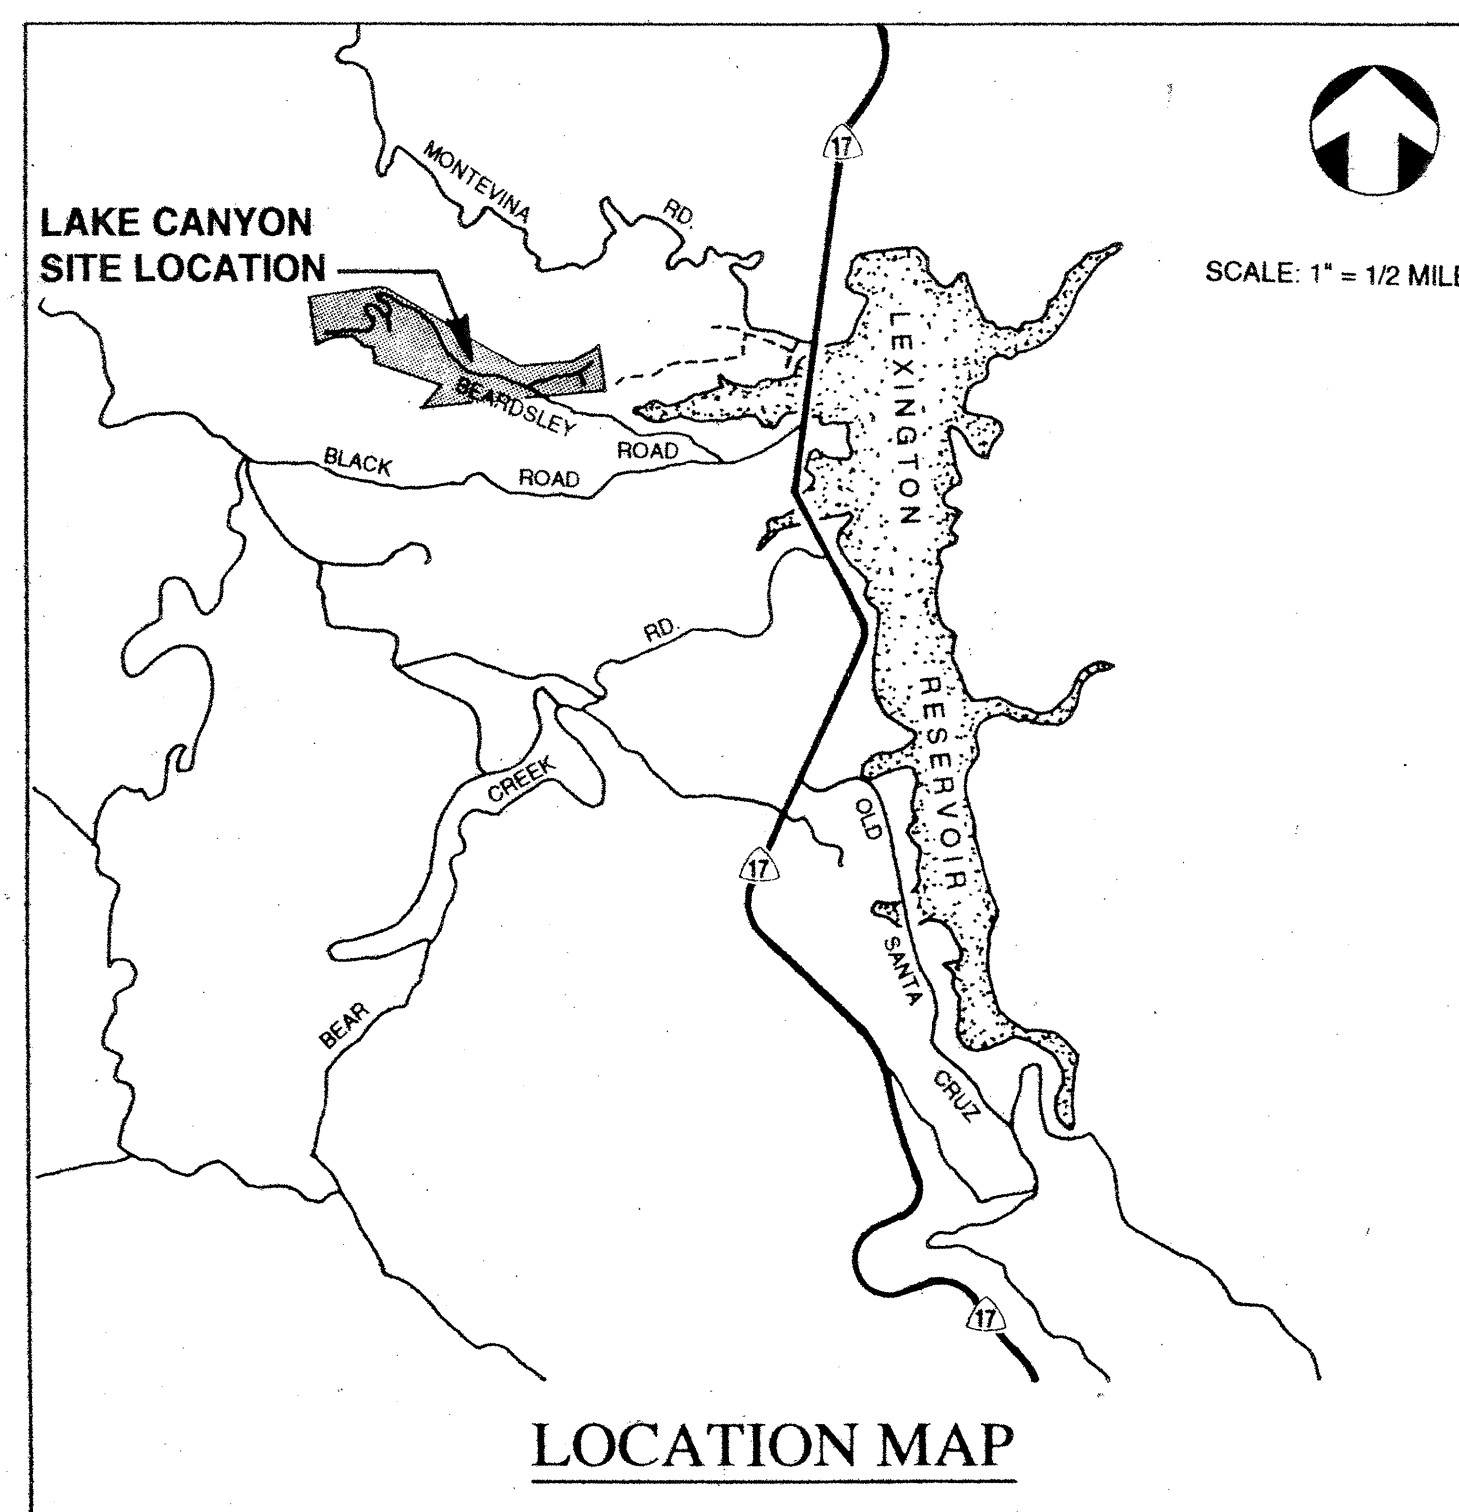 17
MONTEVINA
RD.
LAKE CANYON
SITE LOCATION
SCALE: 1" = 1/2 MILE
LEXINGTON
BEARDSLEY
ROAD
BLACK
ROAD
RD.
RESERVOIR
CREEK
OLD
17
SANTA
BEAR
CRUZ
17
LOCATION MAP